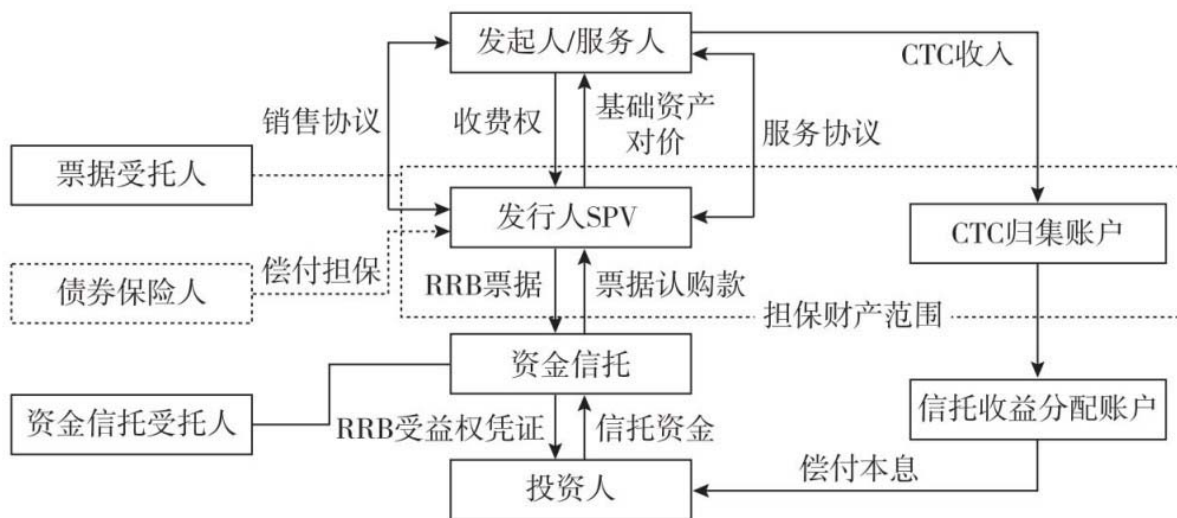 发起人/服务人
CTC收入
销售协议
收费权
基础资产
对价
服务协议
票据受托人
发行人SPV
CTC归集账户
债券保险人
偿付担保
RRB票据
票据认购款
担保财产范围
资金信托
资金信托受托人
RRB受益权凭证
信托资金
信托收益分配账户
投资人
偿付本息